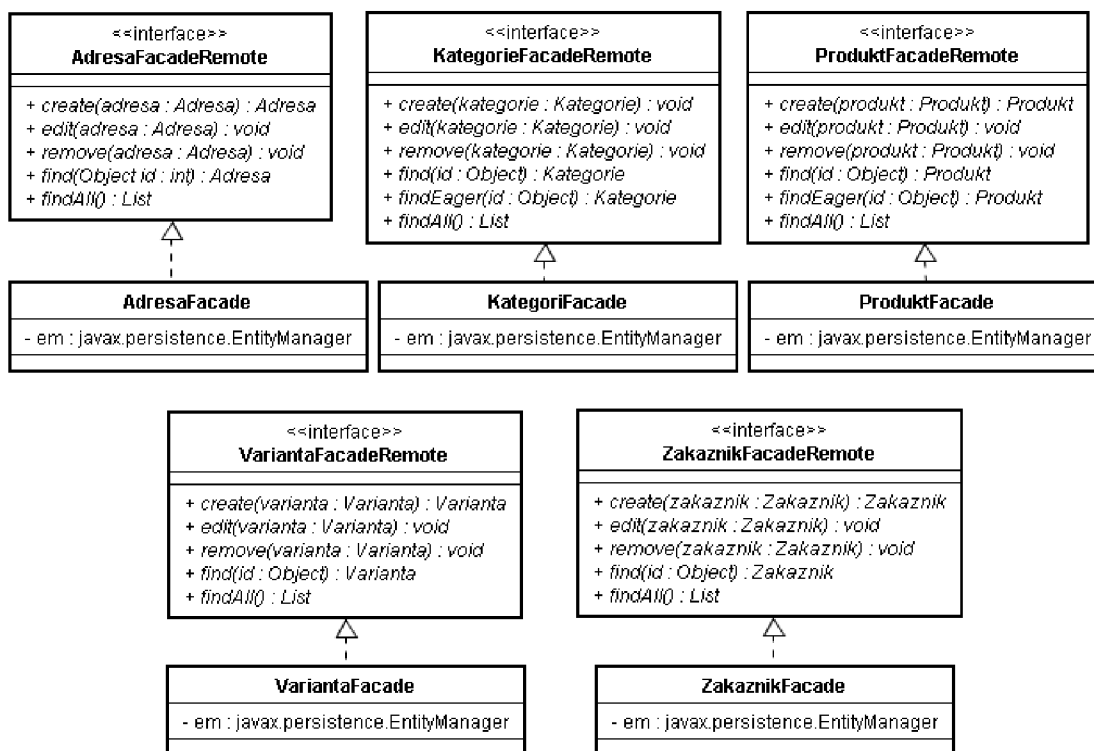 <<interface>>
AdresaFacadeRemote
+ create(adresa : Adresa) : Adresa
+ edit(adresa : Adresa) : void
+ remove(adresa : Adresa) : void
+ find(Object id : int) : Adresa
+ findAll() : List
AdresaFacade
- em : javax.persistence.EntityManager
<<interface>>
KategorieFacadeRemote
+ create(kategorie : Kategorie) : void
+ edit(kategorie : Kategorie) : void
+ remove(kategorie : Kategorie) : void
+ find(id : Object) : Kategorie
+ findEager(id : Object) : Kategorie
+ findAll() : List
KategoriFacade
- em : javax.persistence.EntityManager
<<interface>>
ProduktFacadeRemote
+ create(produkt : Produkt) : Produkt
+ edit(produkt : Produkt) : void
+ remove(produkt : Produkt) : void
+ find(id : Object) : Produkt
+ findEager(id : Object) : Produkt
+ findAll() : List
ProduktFacade
- em : javax.persistence.EntityManager
<<interface>>
VariantaFacadeRemote
+ create(varianta : Varianta) : Varianta
+ edit(varianta : Varianta) : void
+ remove(varianta : Varianta) : void
+ find(id : Object) : Varianta
+ findAll() : List
VariantaFacade
- em : javax.persistence.EntityManager
<<interface>>
ZakaznikFacadeRemote
+ create(zakaznik : Zakaznik) : Zakaznik
+ edit(zakaznik : Zakaznik) : void
+ remove(zakaznik : Zakaznik) : void
+ find(id : Object) : Zakaznik
+ findAll() : List
ZakaznikFacade
- em : javax.persistence.EntityManager